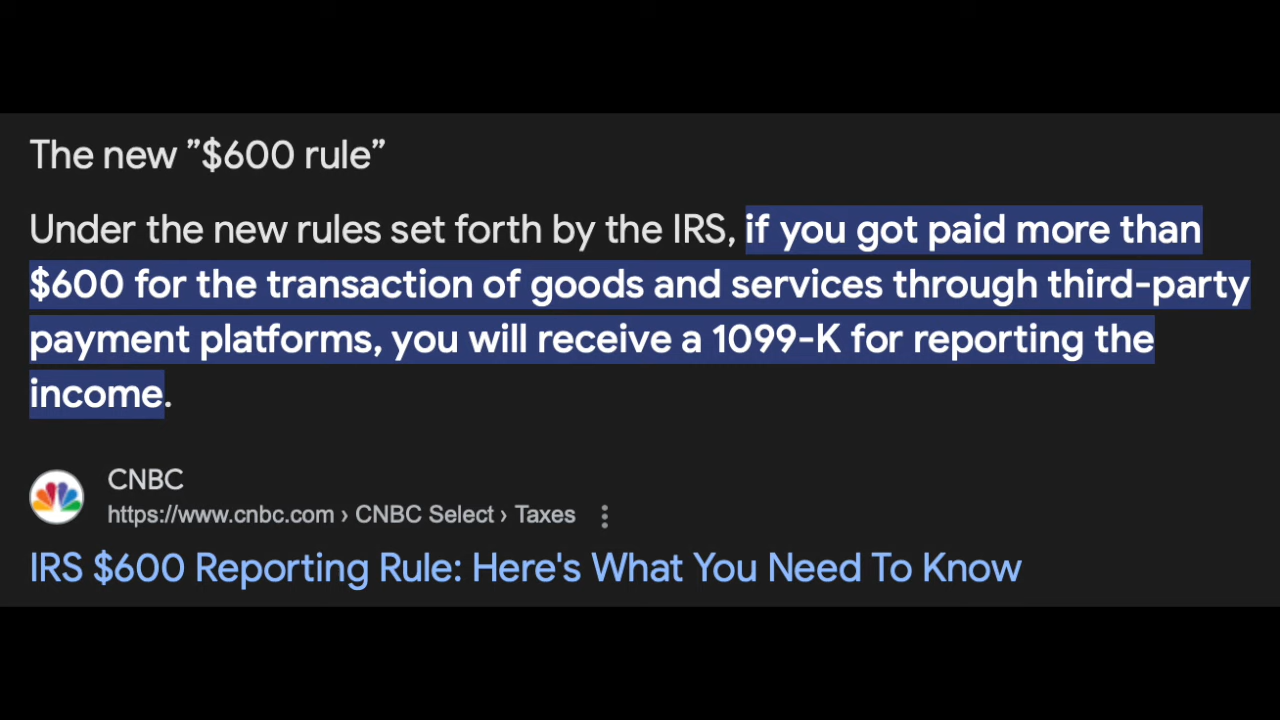 The new ”$600 rule”
Under the new rules set forth by the IRS, if you got paid more than
$600 for the transaction of goods and services through third-party
payment platforms, you will receive a 1099-K for reporting the
income.
CNBC
https://www.cnbc.com › CNBC Select › Taxes
IRS $600 Reporting Rule: Here's What You Need To Know